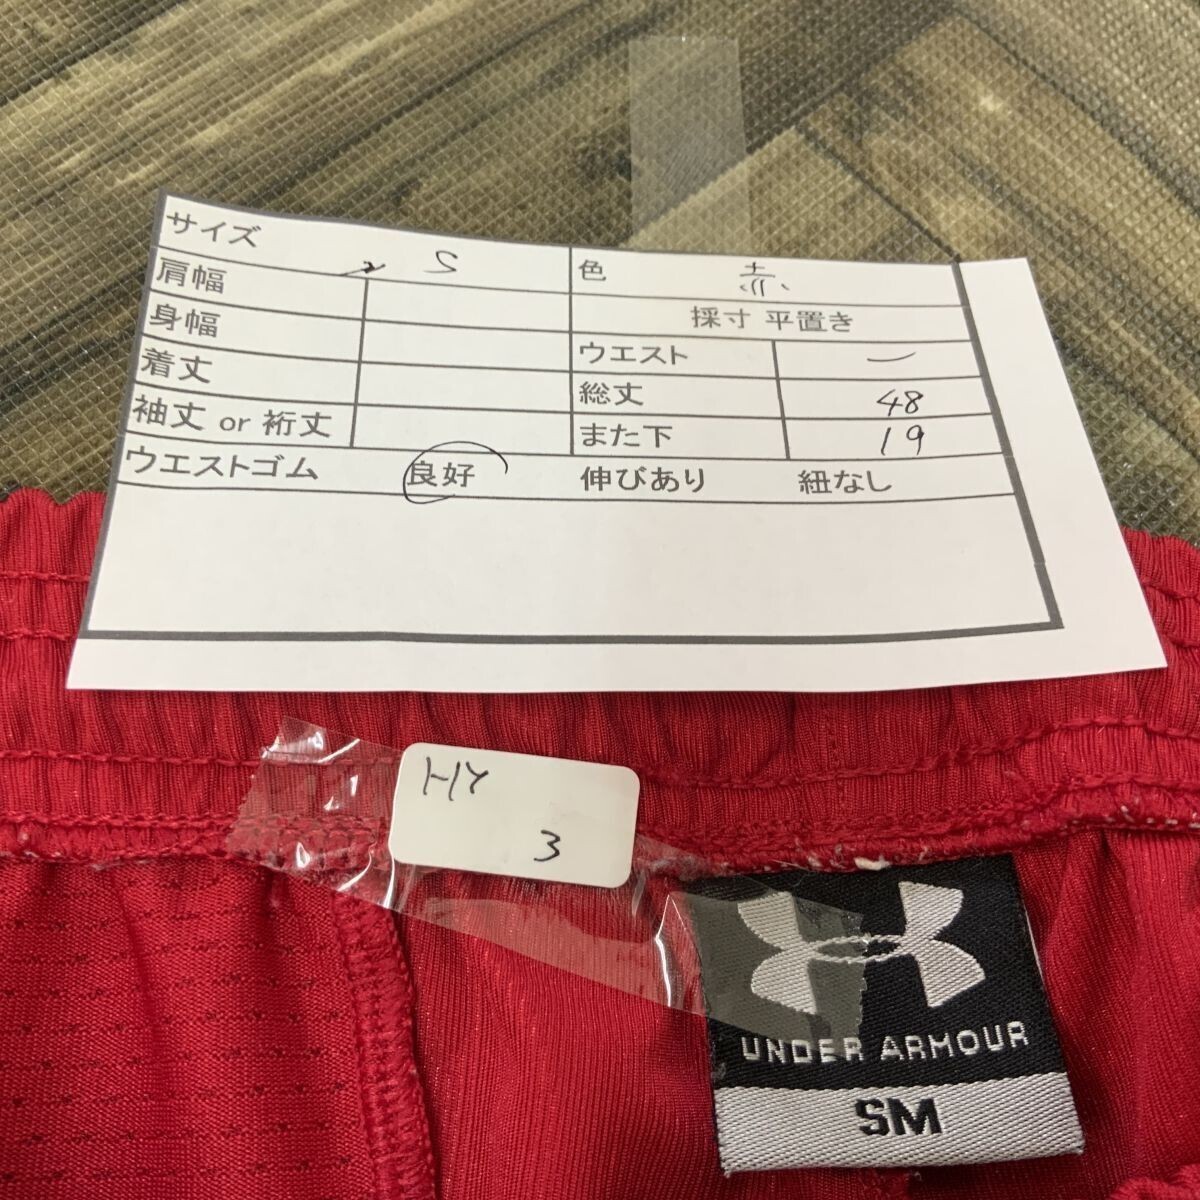 サイズ S 色 赤
肩幅 採寸 平置き
身幅 ウエスト ー
着丈 総丈 48
袖丈 or 裄丈 また下 19
ウエストゴム 良好 伸びあり 紐なし
HY
3
UNDER ARMOUR
SM